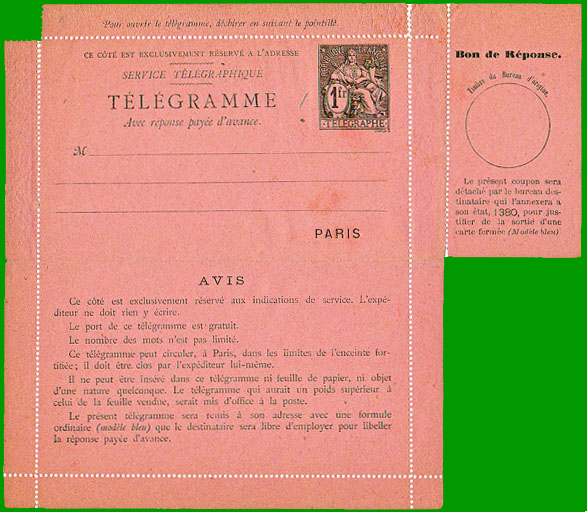 Pour ouvrir le télégramme, déchirer en suivant le pointillé.
CE CÔTÉ EST EXCLUSIVEMENT RÉSERVÉ A L'ADRESSE
SERVICE TÉLÉGRAPHIQUE
TÉLÉGRAMME
Avec réponse payée d'avance.
RÉPUBLIQUE FRANÇAISE
1 fr
TÉLÉGRAPHE
M
PARIS
AVIS
Ce côté est exclusivement réservé aux indications de service. L'expé-
diteur ne doit rien y écrire.
Le port de ce télégramme est gratuit.
Le nombre des mots n'est pas limité.
Ce télégramme peut circuler, à Paris, dans les limites de l'enceinte for-
tifiée; il doit être clos par l'expéditeur lui-même.
Il ne peut être inséré dans ce télégramme ni feuille de papier, ni objet
d'une nature quelconque. Le télégramme qui aurait un poids supérieur à
celui de la feuille vendue, serait mis d'office à la poste.
Le présent télégramme sera remis à son adresse avec une formule
ordinaire (modèle bleu) que le destinataire sera libre d'employer pour libeller
la réponse payée d'avance.
Bon de Réponse.
Timbre du Bureau d'origine.
Le présent coupon sera
détaché par le bureau des-
tinataire qui l'annexera a
son état, 1380, pour jus-
tifier de la sortie d'une
carte fermée (Modèle bleu)